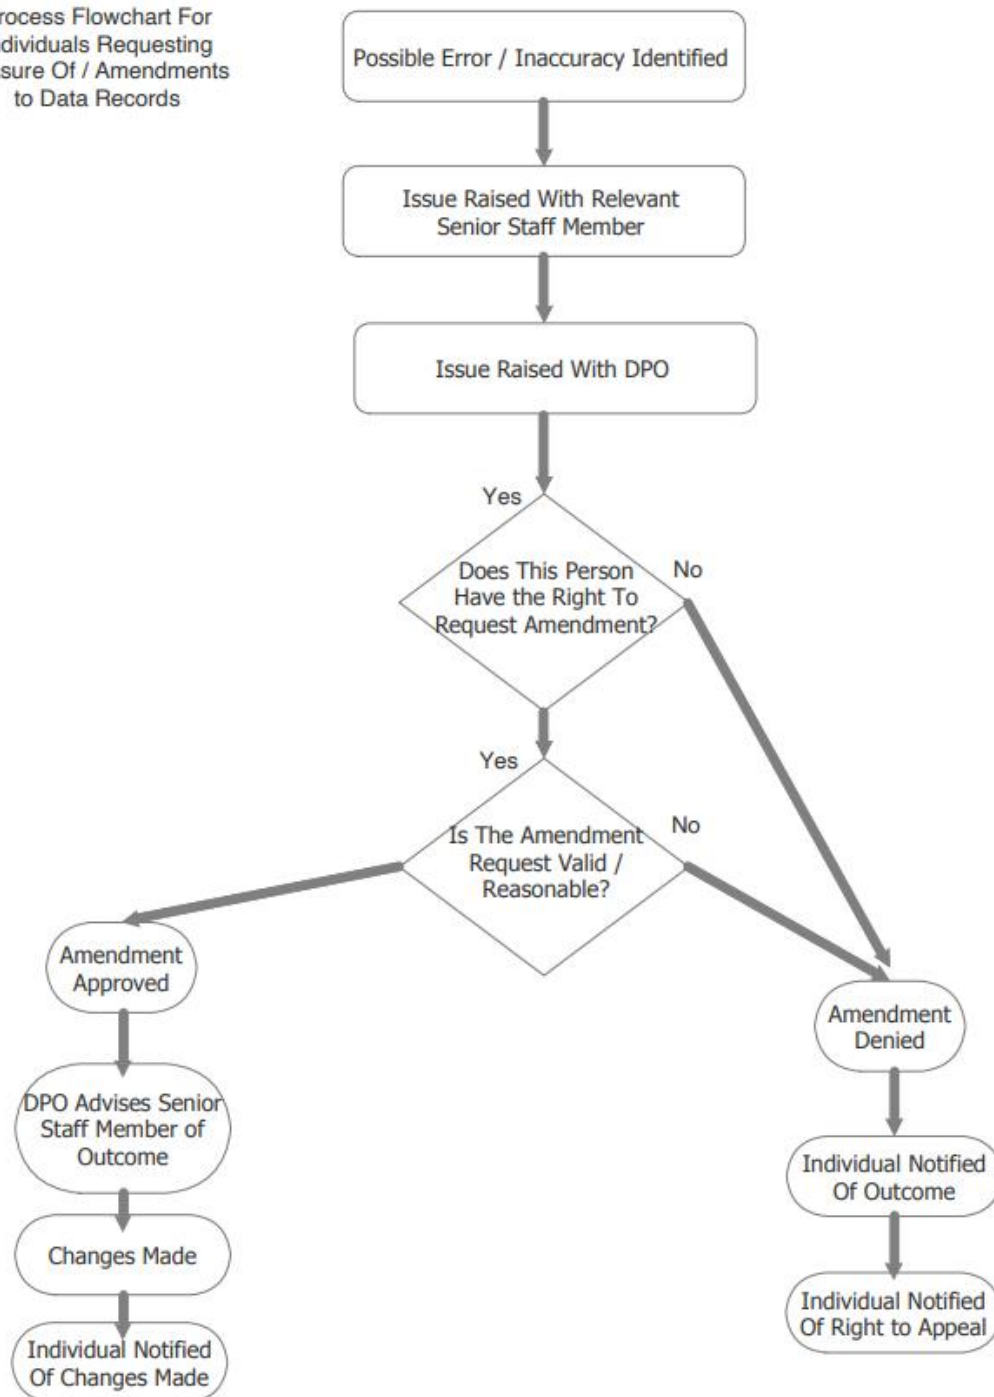 rocess Flowchart For
dividuals Requesting
sure Of / Amendments
to Data Records
Possible Error / Inaccuracy Identified
Issue Raised With Relevant
Senior Staff Member
Issue Raised With DPO
Yes
Does This Person
Have the Right To
Request Amendment?
No
Yes
Is The Amendment
Request Valid /
Reasonable?
No
Amendment
Approved
DPO Advises Senior
Staff Member of
Outcome
Changes Made
Individual Notified
Of Changes Made
Amendment
Denied
Individual Notified
Of Outcome
Individual Notified
Of Right to Appeal